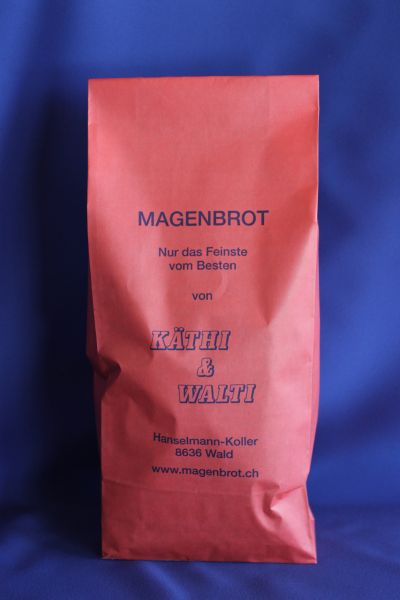 MAGENBROT
Nur das Feinste
vom Besten
von
KÄTHI
&
WALTI
Hanselmann-Koller
8636 Wald
www.magenbrot.ch